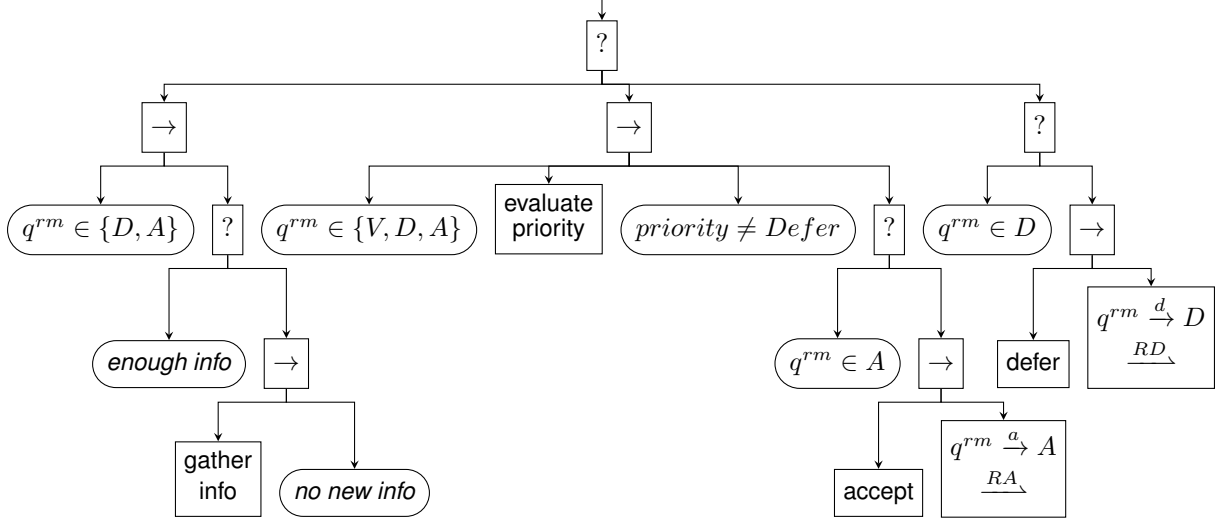 ?
→
→
?
q^{rm} ∈ {D, A}
?
q^{rm} ∈ {V, D, A}
evaluate
priority
priority ≠ Defer
?
q^{rm} ∈ D
→
enough info
→
q^{rm} ∈ A
→
defer
q^{rm} \xrightarrow{d} D
RD
gather
info
no new info
accept
q^{rm} \xrightarrow{a} A
RA